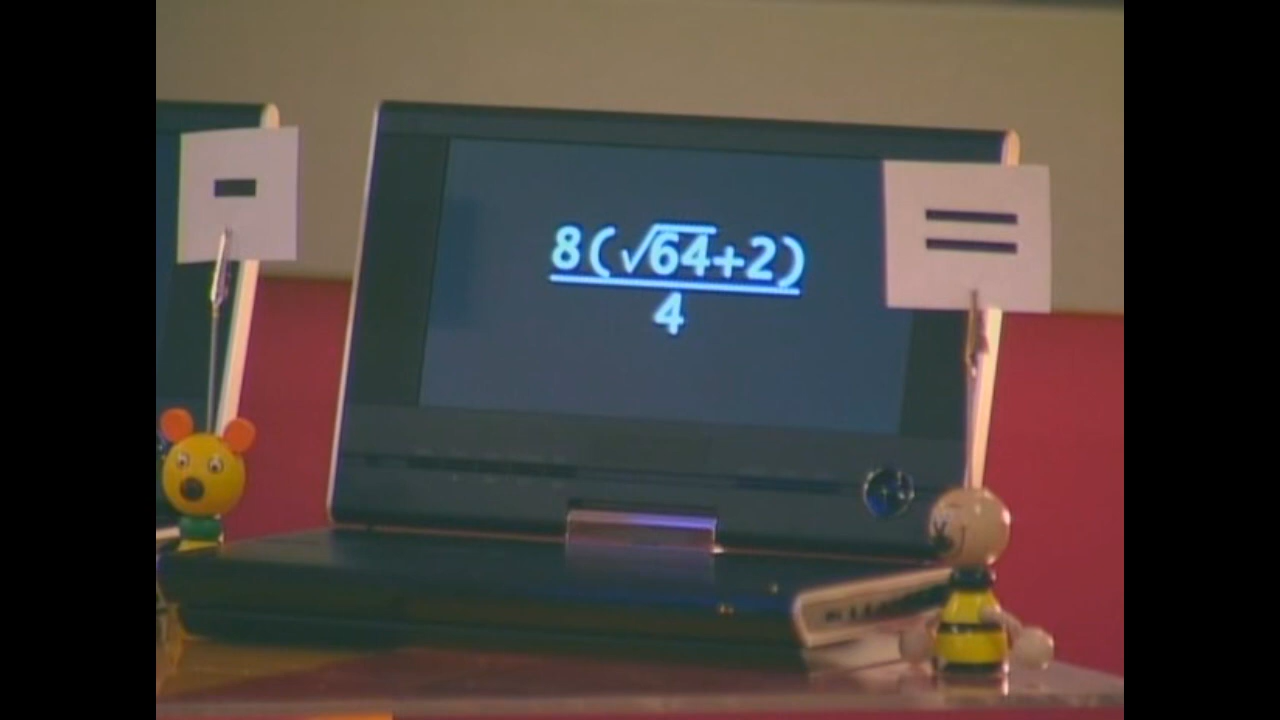 -
8(√64+2)
4
=